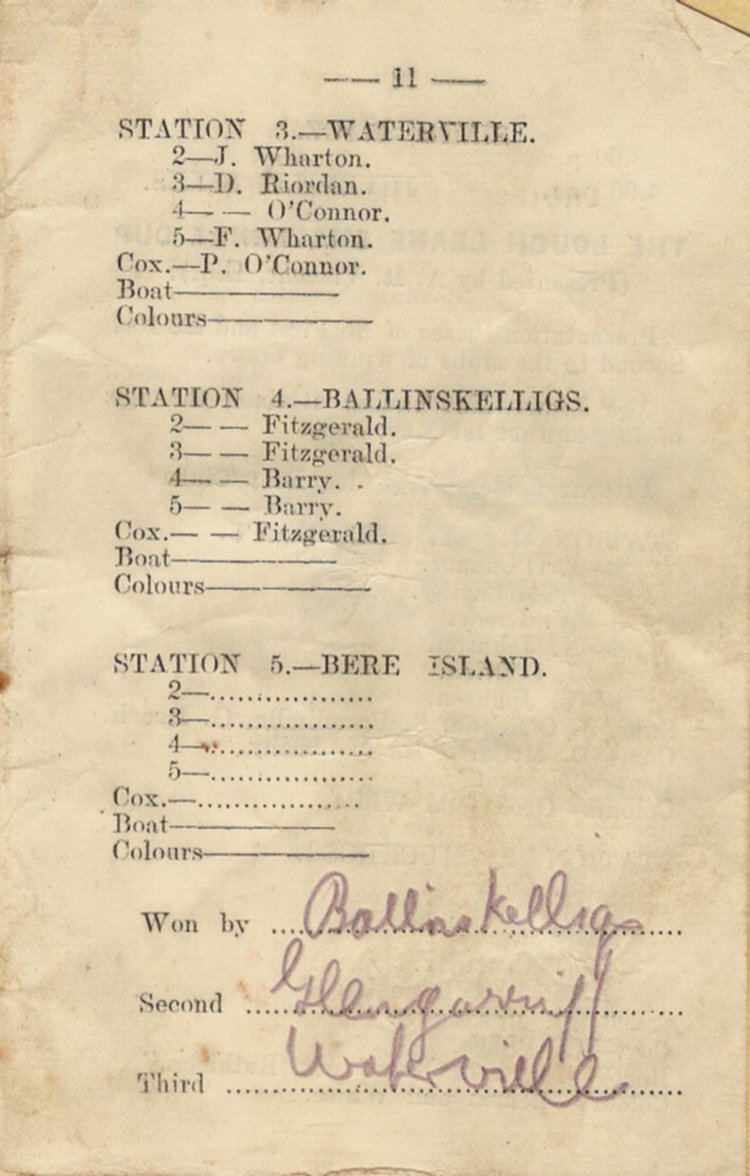 — 11 —
STATION 3.—WATERVILLE.
2—J. Wharton.
3—D. Riordan.
4— — O'Connor.
5—F. Wharton.
Cox.—P. O'Connor.
Boat—
Colours—
STATION 4.—BALLINSKELLIGS.
2— — Fitzgerald.
3— — Fitzgerald.
4— — Barry.
5— — Barry.
Cox.— — Fitzgerald.
Boat—
Colours—
STATION 5.—BERE ISLAND.
2—..................
3—..................
4—..................
5—..................
Cox.—..................
Boat—
Colours—
Won by Ballinskelligs
Second Glengarriff
Third Waterville